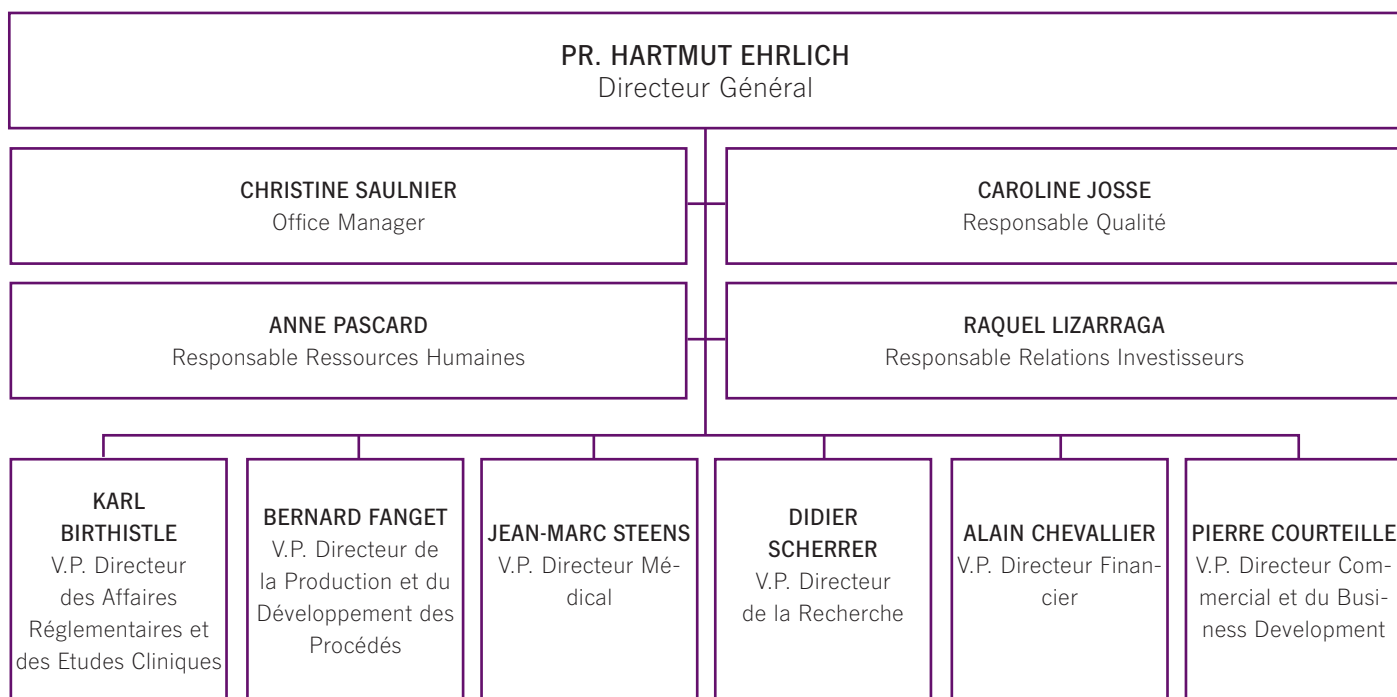 PR. HARTMUT EHRLICH
Directeur Général
CHRISTINE SAULNIER
Office Manager
CAROLINE JOSSE
Responsable Qualité
ANNE PASCARD
Responsable Ressources Humaines
RAQUEL LIZARRAGA
Responsable Relations Investisseurs
KARL
BIRTHISTLE
V.P. Directeur
des Affaires
Réglementaires et
des Etudes Cliniques
BERNARD FANGET
V.P. Directeur de
la Production et du
Développement des
Procédés
JEAN-MARC STEENS
V.P. Directeur Mé-
dical
DIDIER
SCHERRER
V.P. Directeur
de la Recherche
ALAIN CHEVALLIER
V.P. Directeur Finan-
cier
PIERRE COURTEILLE
V.P. Directeur Com-
mercial et du Busi-
ness Development